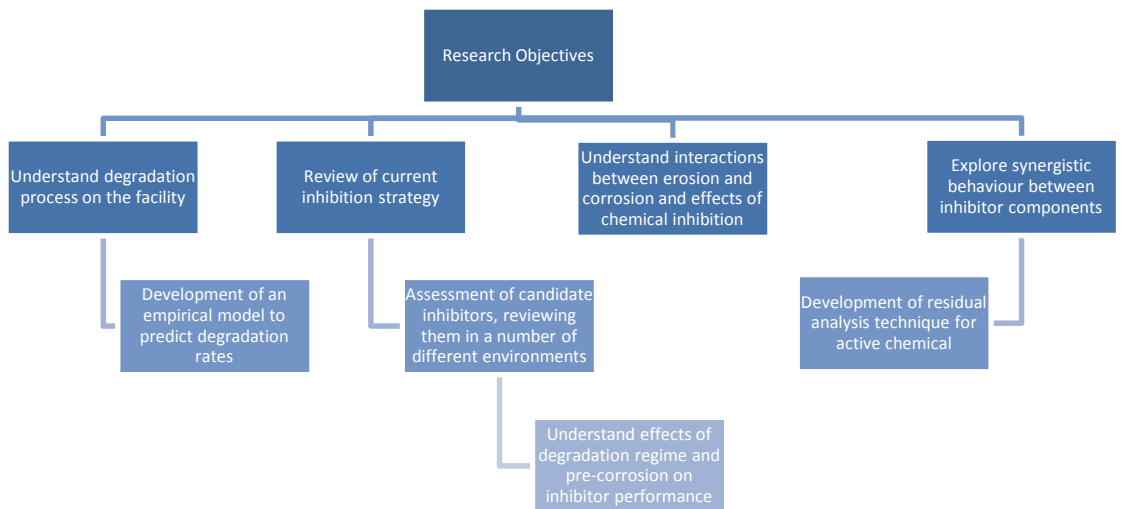 Research Objectives
Understand degradation
process on the facility
Review of current
inhibition strategy
Understand interactions
between erosion and
corrosion and effects of
chemical inhibition
Explore synergistic
behaviour between
inhibitor components
Development of an
empirical model to
predict degradation
rates
Assessment of candidate
inhibitors, reviewing
them in a number of
different environments
Development of residual
analysis technique for
active chemical
Understand effects of
degradation regime and
pre-corrosion on
inhibitor performance